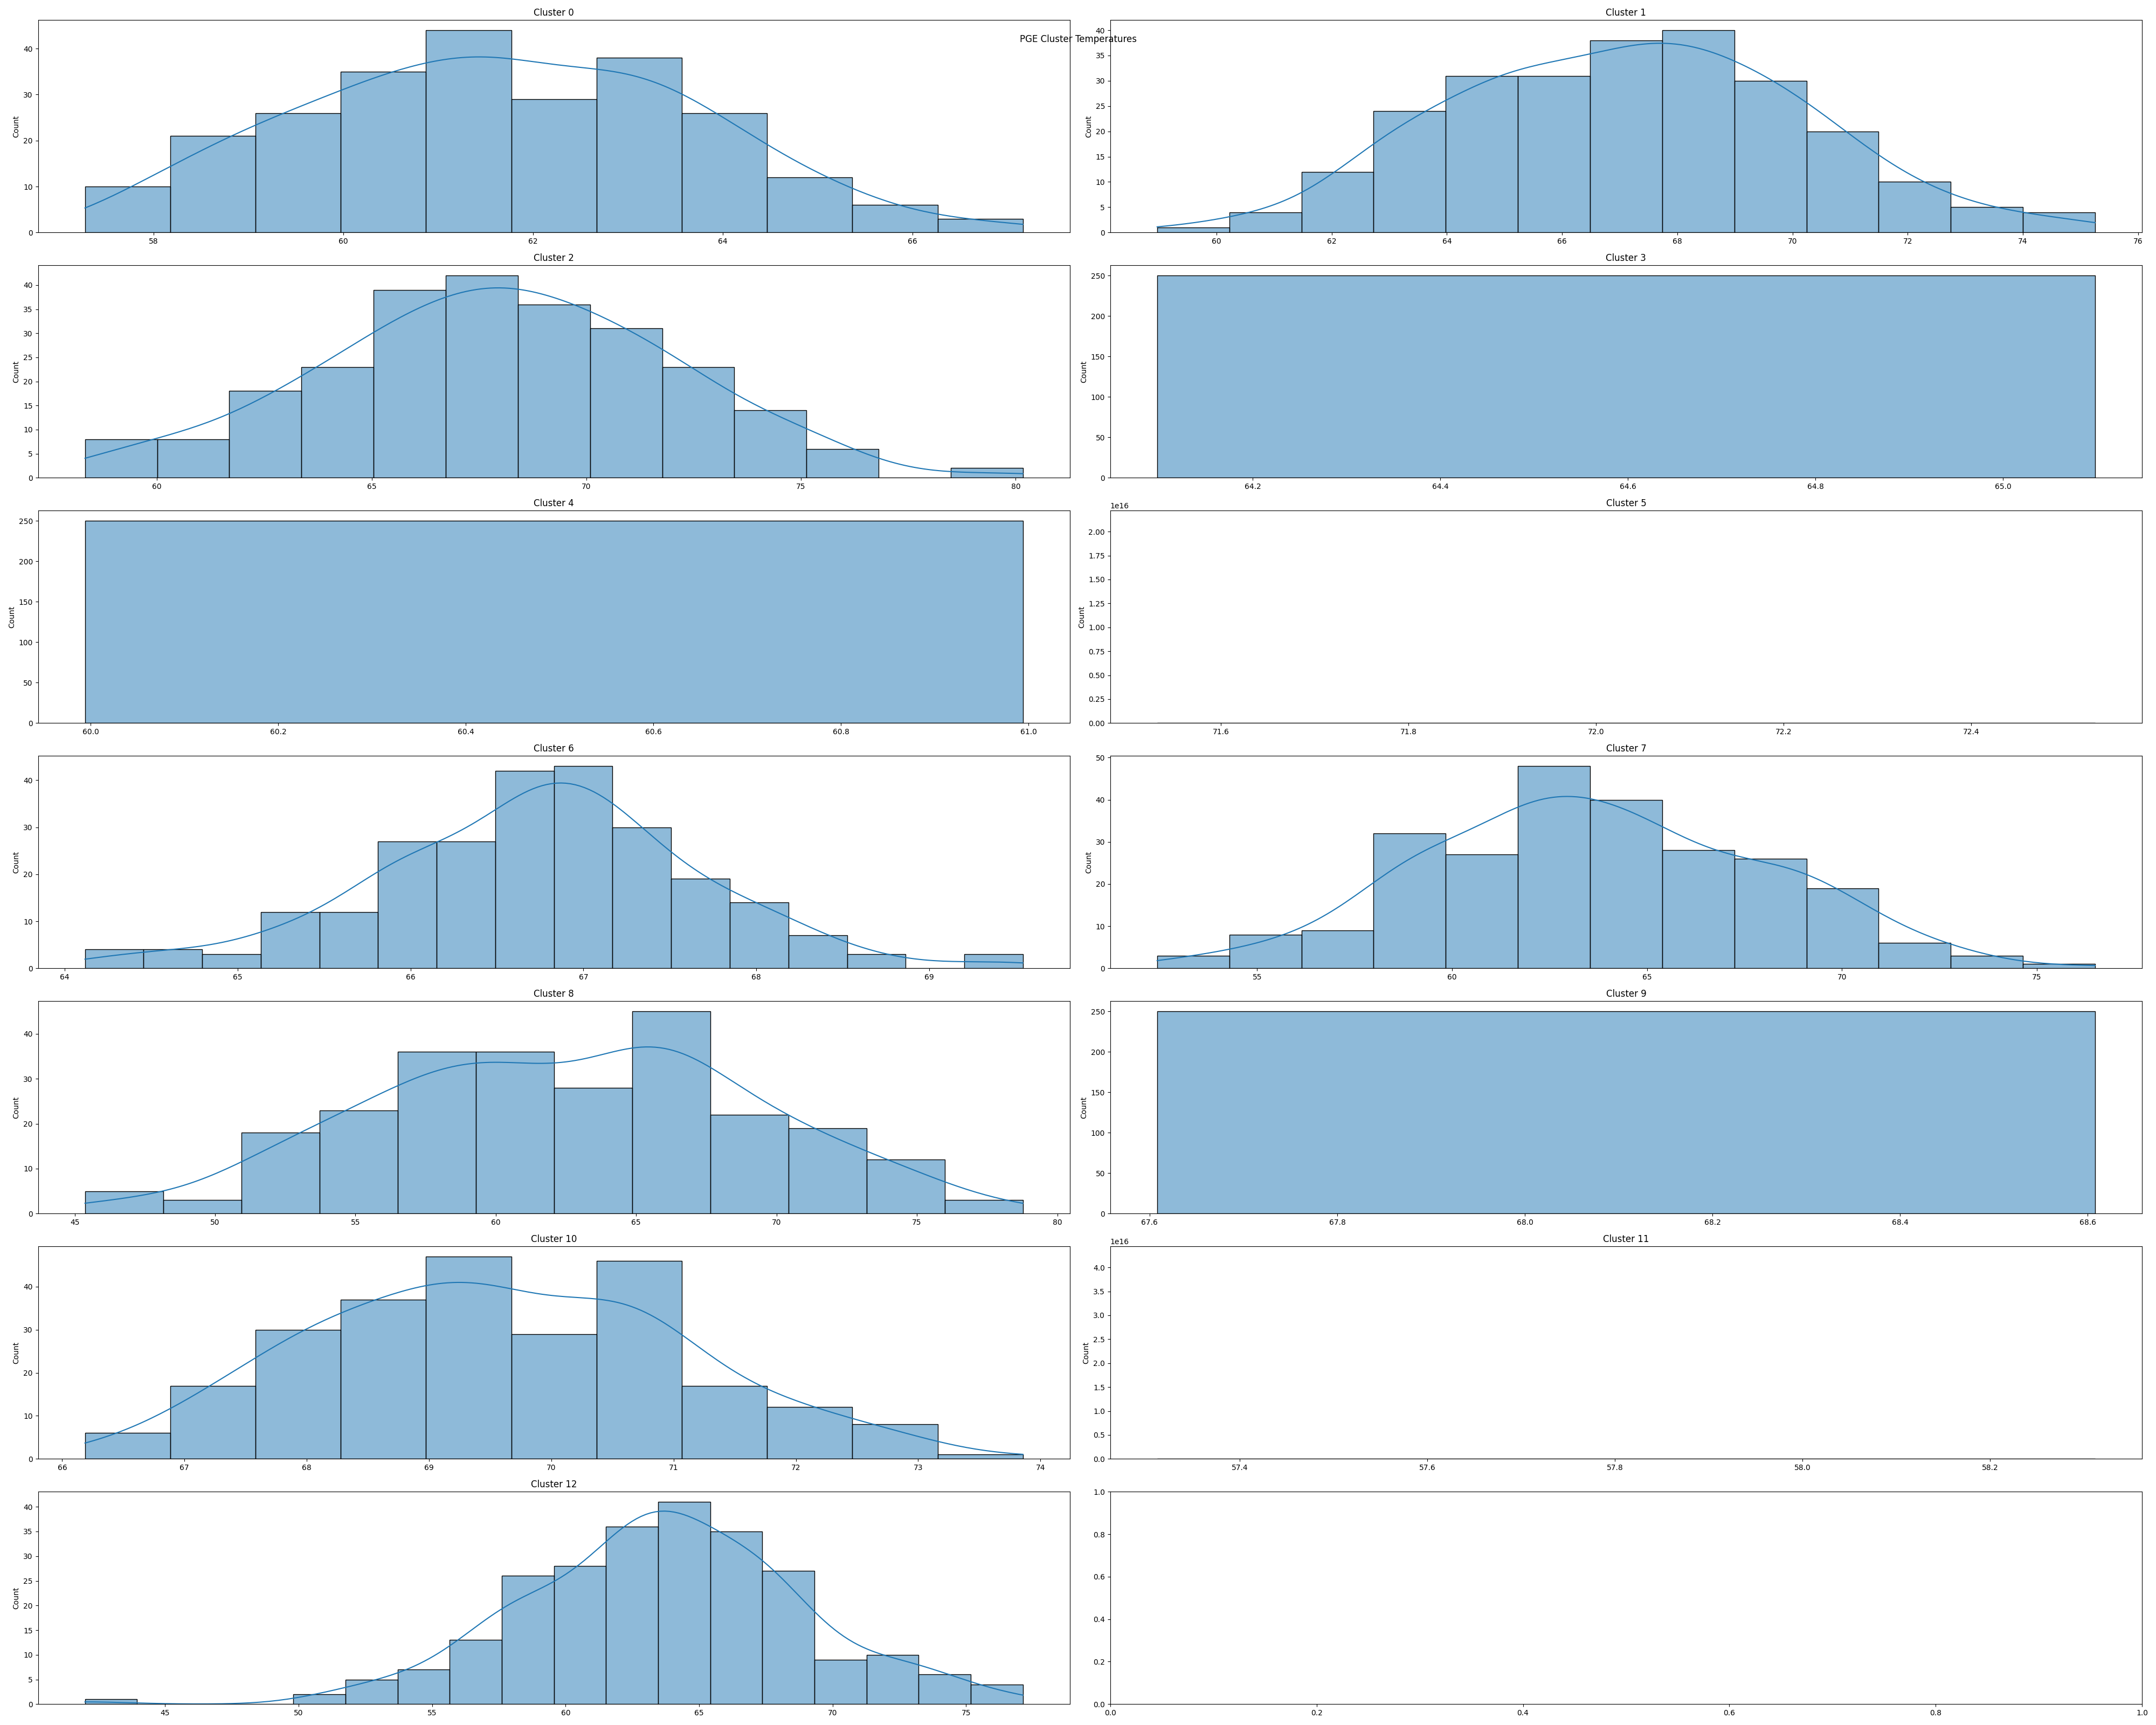 PGE Cluster Temperatures
Cluster 0
Count
0 10 20 30 40
58 60 62 64 66
Cluster 1
Count
0 5 10 15 20 25 30 35 40
60 62 64 66 68 70 72 74 76
Cluster 2
Count
0 5 10 15 20 25 30 35 40
60 65 70 75 80
Cluster 3
Count
0 50 100 150 200 250
64.2 64.4 64.6 64.8 65.0
Cluster 4
Count
0 50 100 150 200 250
60.0 60.2 60.4 60.6 60.8 61.0
Cluster 5
1e16
Count
0.00 0.25 0.50 0.75 1.00 1.25 1.50 1.75 2.00
71.6 71.8 72.0 72.2 72.4
Cluster 6
Count
0 10 20 30 40
64 65 66 67 68 69
Cluster 7
Count
0 10 20 30 40 50
55 60 65 70 75
Cluster 8
Count
0 10 20 30 40
45 50 55 60 65 70 75 80
Cluster 9
Count
0 50 100 150 200 250
67.6 67.8 68.0 68.2 68.4 68.6
Cluster 10
Count
0 10 20 30 40
66 67 68 69 70 71 72 73 74
Cluster 11
1e16
Count
0.0 0.5 1.0 1.5 2.0 2.5 3.0 3.5 4.0
57.4 57.6 57.8 58.0 58.2
Cluster 12
Count
0 5 10 15 20 25 30 35 40
45 50 55 60 65 70 75
0.0 0.2 0.4 0.6 0.8 1.0
0.0 0.2 0.4 0.6 0.8 1.0